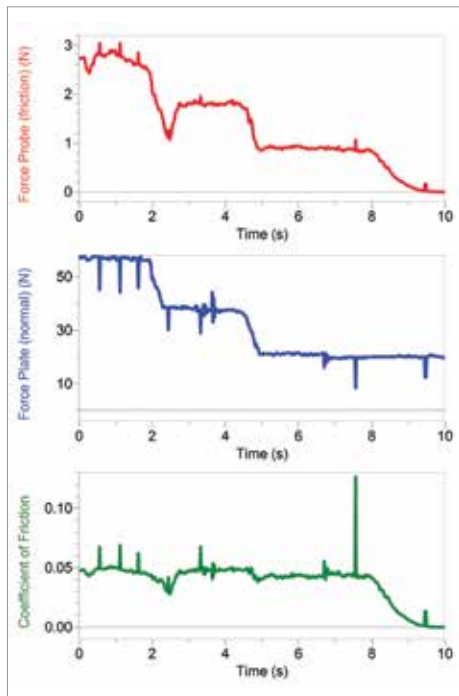 Force Probe (friction) (N)
3
2
1
0
0 2 4 6 8 10
Time (s)
Force Plate (normal) (N)
50
30
10
0 2 4 6 8 10
Time (s)
Coefficient of Friction
0.10
0.05
0.00
0 2 4 6 8 10
Time (s)